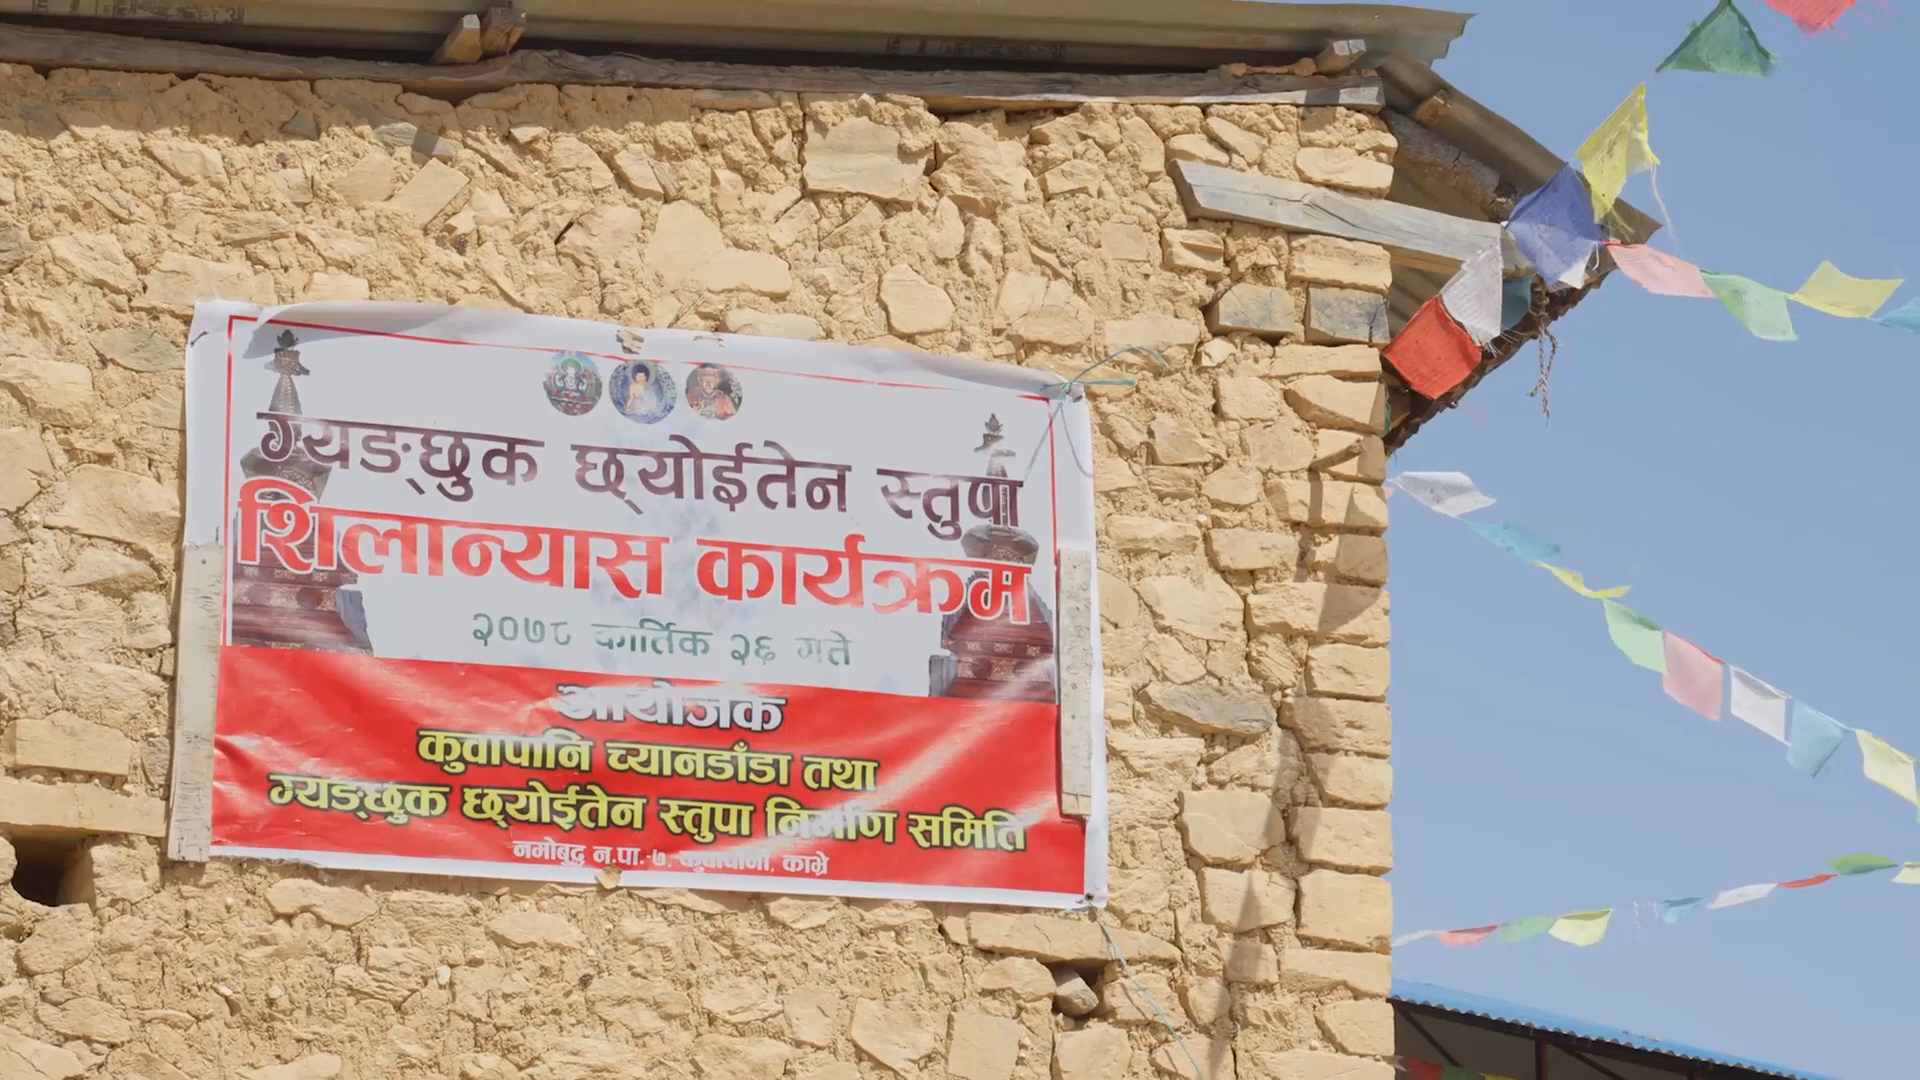 ग्यङ्छुक छ्योईतेन स्तुपा
शिलान्यास कार्यक्रम
२०७८ कार्तिक २६ गते
आयोजक
कुवापानि च्यानडाँडा तथा
ग्यङ्छुक छ्योईतेन स्तुपा निर्माण समिति
नमोबुद्ध न.पा.-७, कुवापानी, काभ्रे